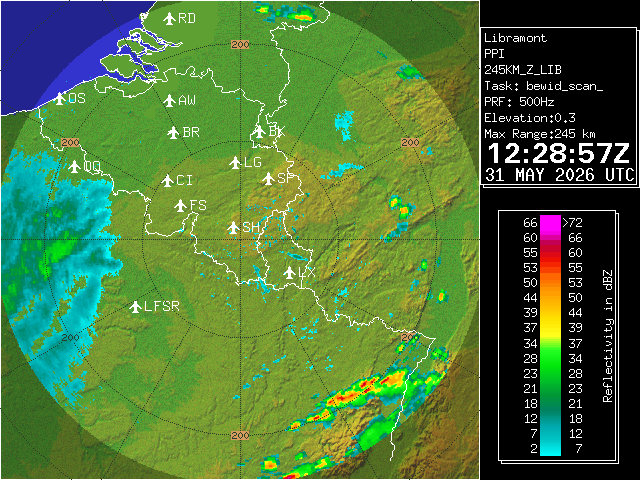 Libramont
PPI
245KM_Z_LIB
Task: bewid_scan_
PRF: 500Hz
Elevation:0.3
Max Range:245 km
12:28:57Z
31 MAY 2026 UTC
RD
200
OS
AW
BR
BK
200
200
QQ
LG
CI
SP
FS
SH
LX
LFSR
200
200
200
66 >72
60 66
55 60
53 55
50 53
44 50
39 44
37 39
34 37
28 34
23 28
21 23
18 21
12 18
7 12
2 7
Reflectivity in dBZ